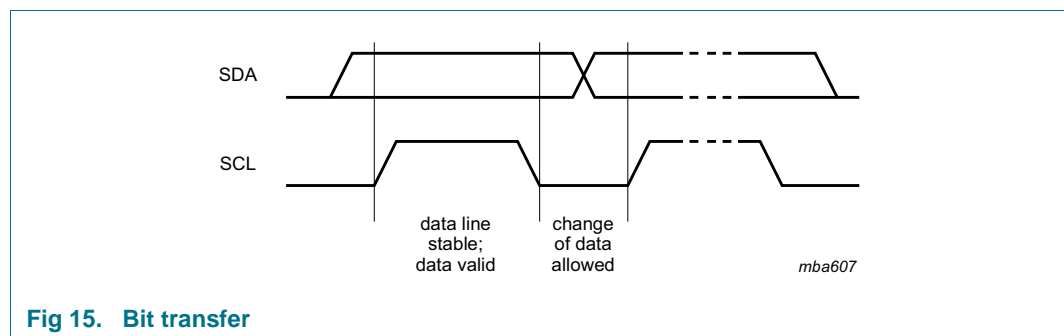 SDA
SCL
data line
stable;
data valid
change
of data
allowed
mba607
Fig 15. Bit transfer